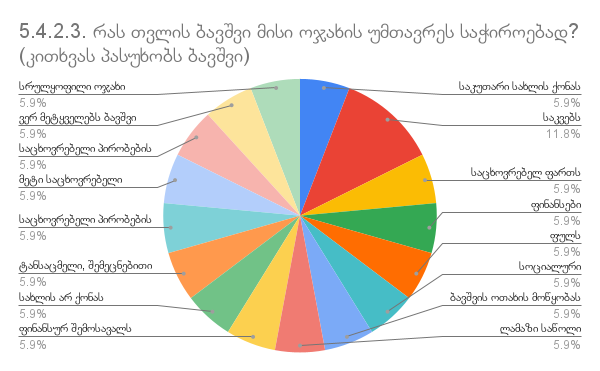 5.4.2.3. რას თვლის ბავშვი მისი ოჯახის უმთავრეს საჭიროებად?
(კითხვას პასუხობს ბავშვი)
საკუთარი სახლის ქონას
5.9%
საკვებს
11.8%
საცხოვრებელ ფართს
5.9%
ფინანსები
5.9%
ფულს
5.9%
სოციალური
5.9%
ბავშვის ოთახის მოწყობას
5.9%
ლამაზი საწოლი
5.9%
სრულყოფილი ოჯახი
5.9%
ვერ მეტყველებს ბავშვი
5.9%
საცხოვრებელი პირობების
5.9%
მეტი საცხოვრებელი
5.9%
საცხოვრებელი პირობების
5.9%
ტანსაცმელი, შემეცნებითი
5.9%
სახლის არ ქონას
5.9%
ფინანსურ შემოსავალს
5.9%